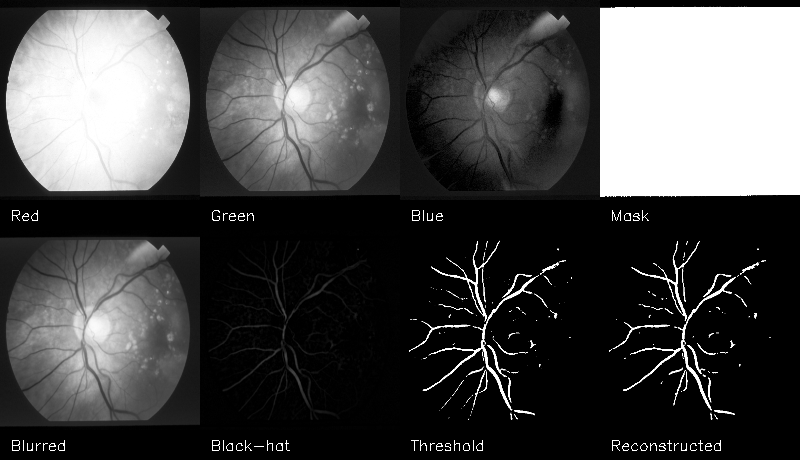 Red
Green
Blue
Mask
Blurred
Black-hat
Threshold
Reconstructed